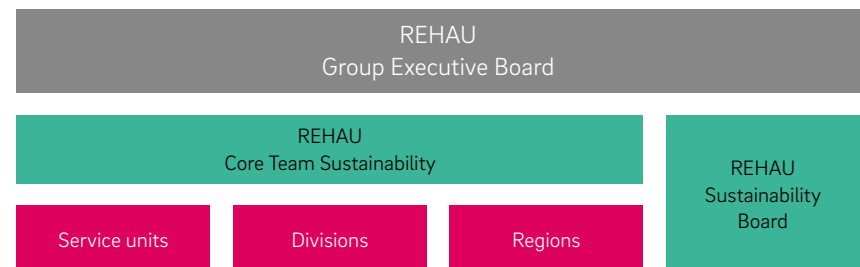 REHAU
Group Executive Board
REHAU
Core Team Sustainability
REHAU
Sustainability
Board
Service units
Divisions
Regions